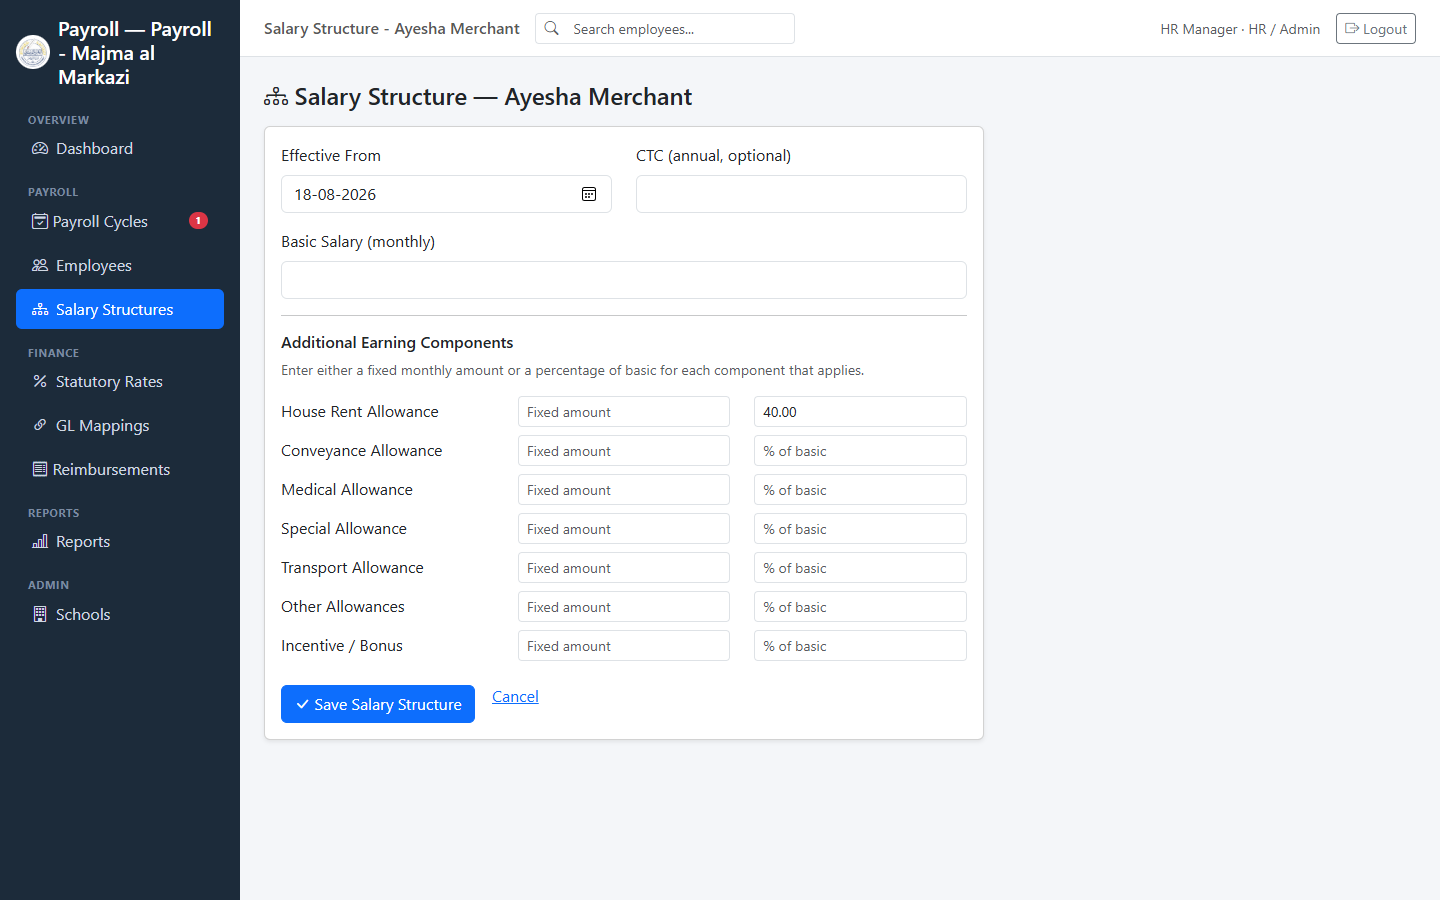 Payroll — Payroll
- Majma al
Markazi
OVERVIEW
Dashboard
PAYROLL
Payroll Cycles 1
Employees
Salary Structures
FINANCE
Statutory Rates
GL Mappings
Reimbursements
REPORTS
Reports
ADMIN
Schools
Salary Structure - Ayesha Merchant Search employees... HR Manager · HR / Admin Logout
Salary Structure — Ayesha Merchant
Effective From CTC (annual, optional)
18-08-2026
Basic Salary (monthly)
Additional Earning Components
Enter either a fixed monthly amount or a percentage of basic for each component that applies.
House Rent Allowance Fixed amount 40.00
Conveyance Allowance Fixed amount % of basic
Medical Allowance Fixed amount % of basic
Special Allowance Fixed amount % of basic
Transport Allowance Fixed amount % of basic
Other Allowances Fixed amount % of basic
Incentive / Bonus Fixed amount % of basic
Save Salary Structure Cancel